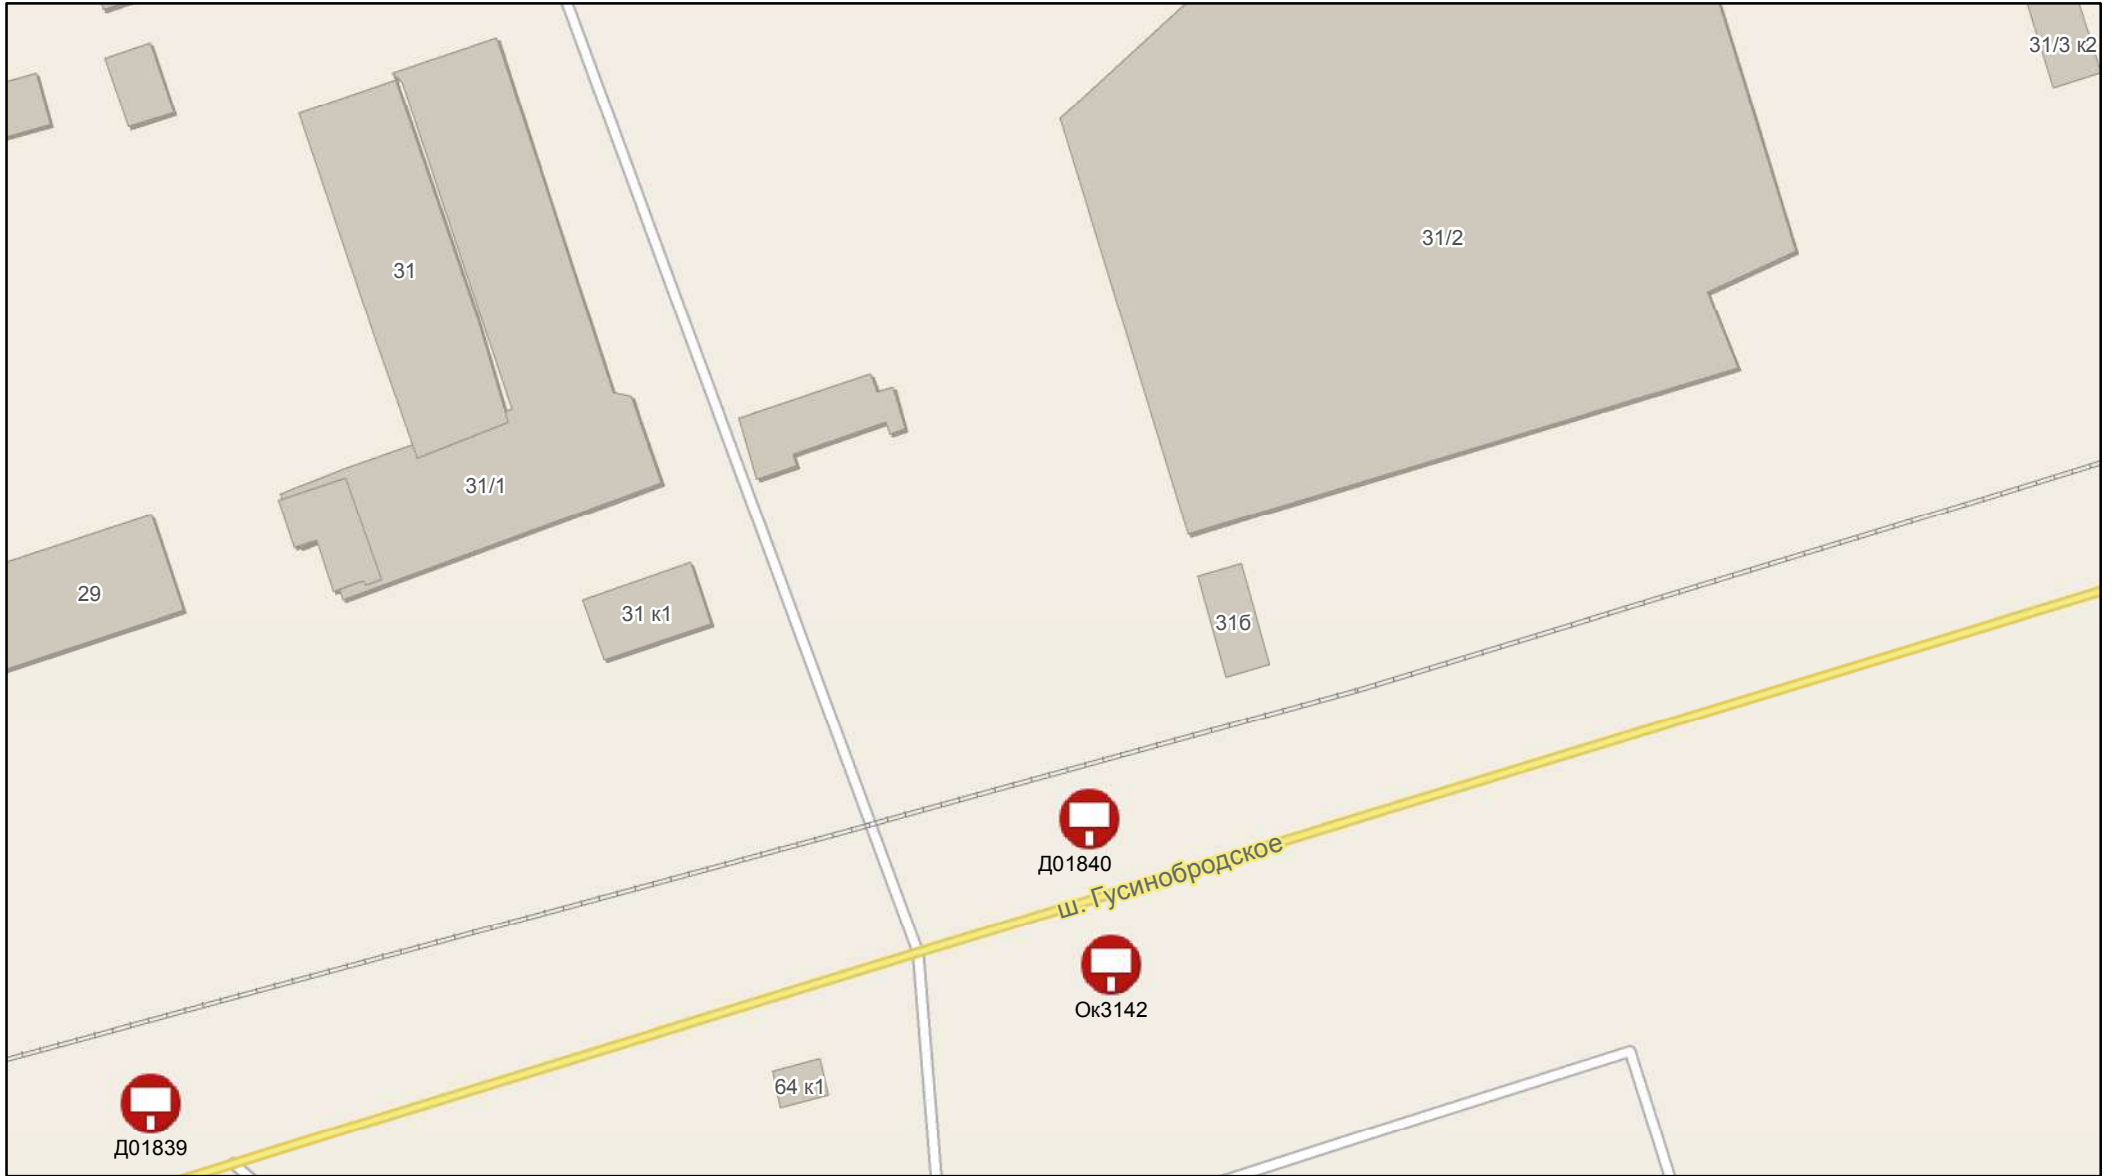 31/3 к2
31/2
31
31/1
29
31 к1
31б
Д01840
ш. Гусинобродское
Ок3142
64 к1
Д01839